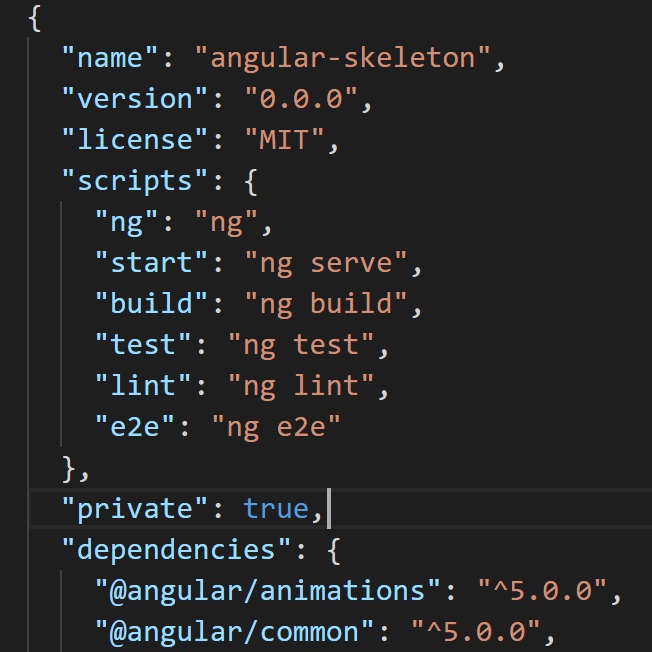 {
  "name": "angular-skeleton",
  "version": "0.0.0",
  "license": "MIT",
  "scripts": {
    "ng": "ng",
    "start": "ng serve",
    "build": "ng build",
    "test": "ng test",
    "lint": "ng lint",
    "e2e": "ng e2e"
  },
  "private": true,
  "dependencies": {
    "@angular/animations": "^5.0.0",
    "@angular/common": "^5.0.0",